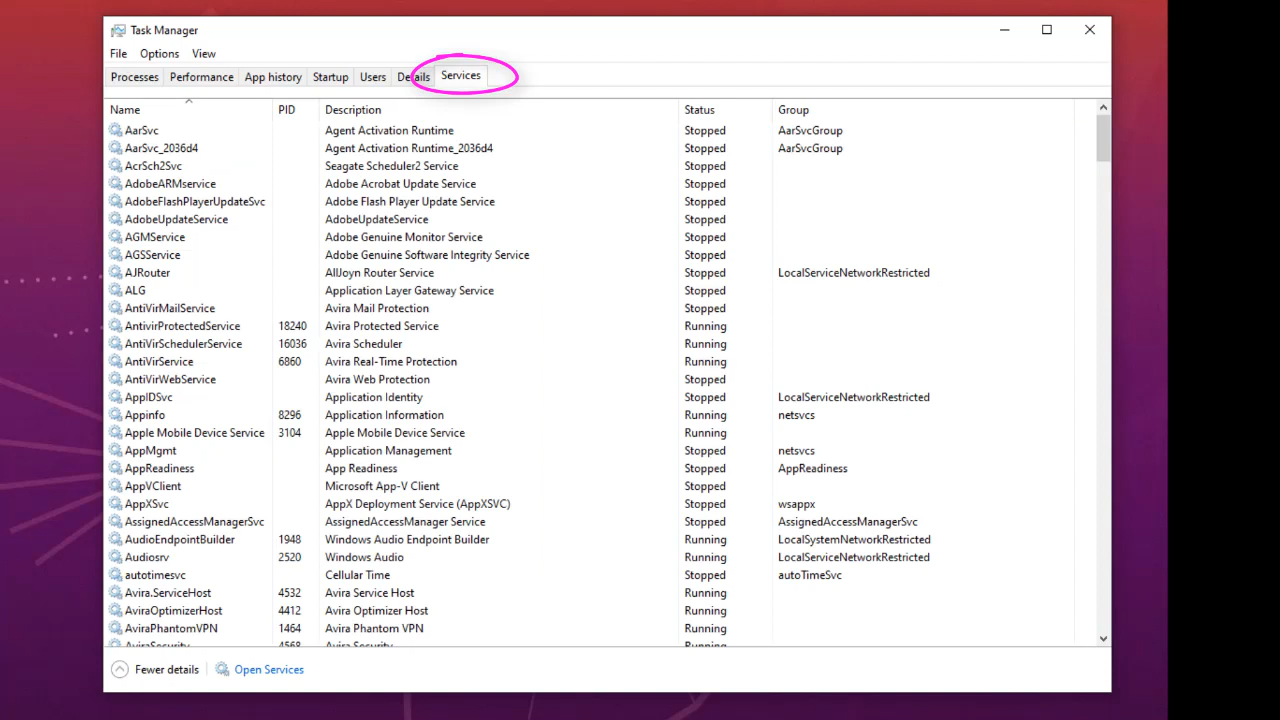 Task Manager
File Options View
Processes Performance App history Startup Users Details Services
Name PID Description Status Group
AarSvc Agent Activation Runtime Stopped AarSvcGroup
AarSvc_2036d4 Agent Activation Runtime_2036d4 Stopped AarSvcGroup
AcrSch2Svc Seagate Scheduler2 Service Stopped
AdobeARMservice Adobe Acrobat Update Service Stopped
AdobeFlashPlayerUpdateSvc Adobe Flash Player Update Service Stopped
AdobeUpdateService AdobeUpdateService Stopped
AGMService Adobe Genuine Monitor Service Stopped
AGSService Adobe Genuine Software Integrity Service Stopped
AJRouter AllJoyn Router Service Stopped LocalServiceNetworkRestricted
ALG Application Layer Gateway Service Stopped
AntiVirMailService Avira Mail Protection Stopped
AntivirProtectedService 18240 Avira Protected Service Running
AntiVirSchedulerService 16036 Avira Scheduler Running
AntiVirService 6860 Avira Real-Time Protection Running
AntiVirWebService Avira Web Protection Stopped
AppIDSvc Application Identity Stopped LocalServiceNetworkRestricted
Appinfo 8296 Application Information Running netsvcs
Apple Mobile Device Service 3104 Apple Mobile Device Service Running
AppMgmt Application Management Stopped netsvcs
AppReadiness App Readiness Stopped AppReadiness
AppVClient Microsoft App-V Client Stopped
AppXSvc AppX Deployment Service (AppXSVC) Stopped wsappx
AssignedAccessManagerSvc AssignedAccessManager Service Stopped AssignedAccessManagerSvc
AudioEndpointBuilder 1948 Windows Audio Endpoint Builder Running LocalSystemNetworkRestricted
Audiosrv 2520 Windows Audio Running LocalServiceNetworkRestricted
autotimesvc Cellular Time Stopped autoTimeSvc
Avira.ServiceHost 4532 Avira Service Host Running
AviraOptimizerHost 4412 Avira Optimizer Host Running
AviraPhantomVPN 1464 Avira Phantom VPN Running
AviraSecurity 4568 Avira Security Running
Fewer details Open Services